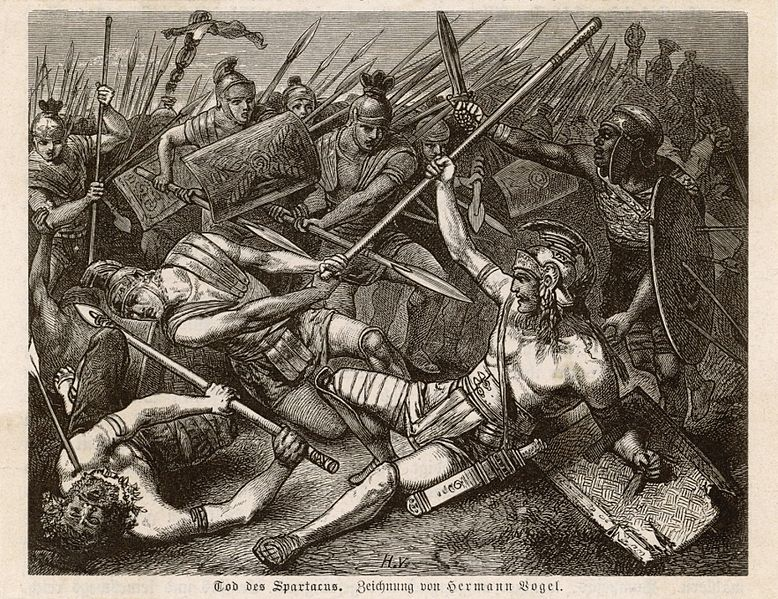 H.V.
Tod des Spartacus. Zeichnung von Hermann Vogel.